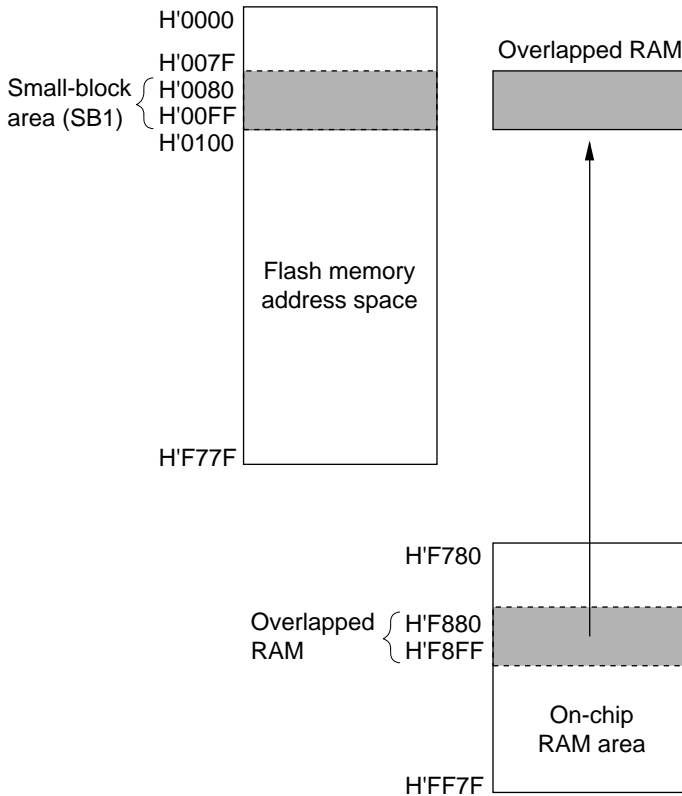 H'0000
H'007F
Overlapped RAM
Small-block
area (SB1)
H'0080
H'00FF
H'0100
Flash memory
address space
H'F77F
H'F780
Overlapped
RAM
H'F880
H'F8FF
On-chip
RAM area
H'FF7F